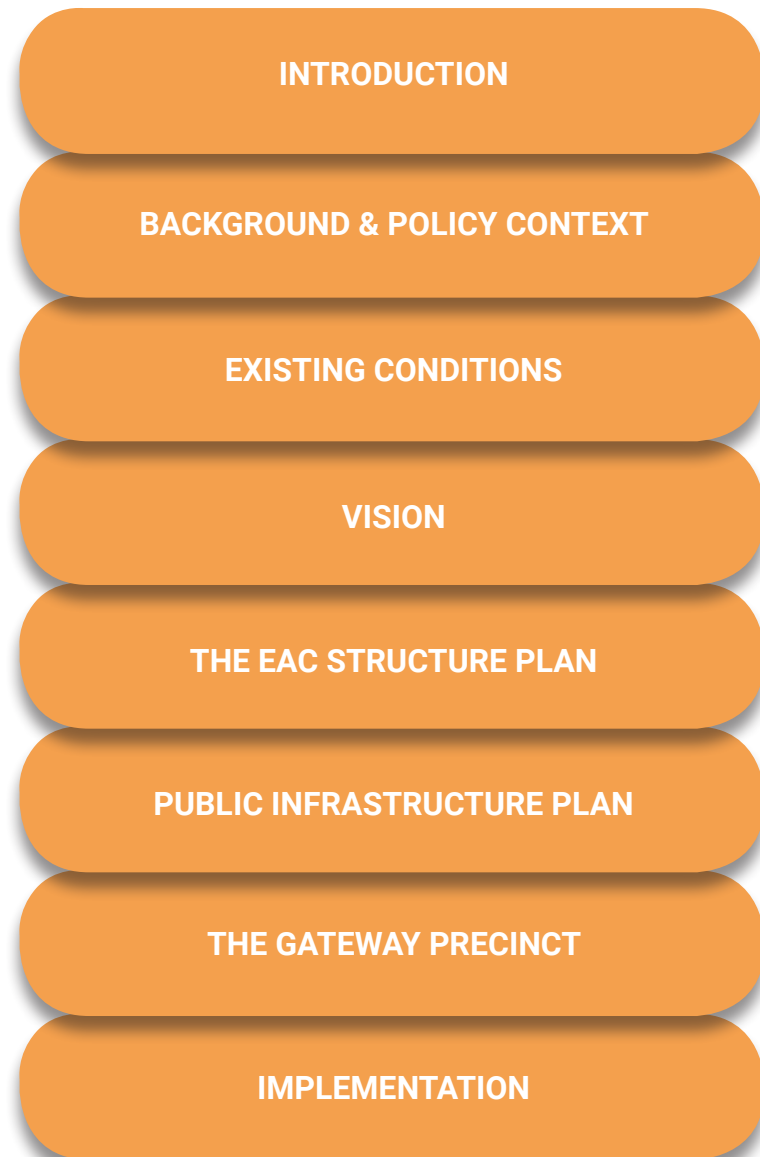 INTRODUCTION
BACKGROUND & POLICY CONTEXT
EXISTING CONDITIONS
VISION
THE EAC STRUCTURE PLAN
PUBLIC INFRASTRUCTURE PLAN
THE GATEWAY PRECINCT
IMPLEMENTATION